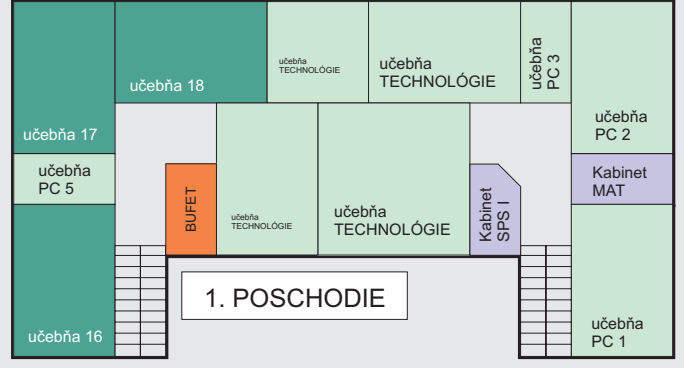 učebňa
TECHNOLÓGIE
učebňa
TECHNOLÓGIE
učebňa
PC 3
učebňa 18
učebňa 17
učebňa
PC 2
učebňa
PC 5
Kabinet
MAT
BUFET
učebňa
TECHNOLÓGIE
učebňa
TECHNOLÓGIE
Kabinet
SPS I
1. POSCHODIE
učebňa 16
učebňa
PC 1